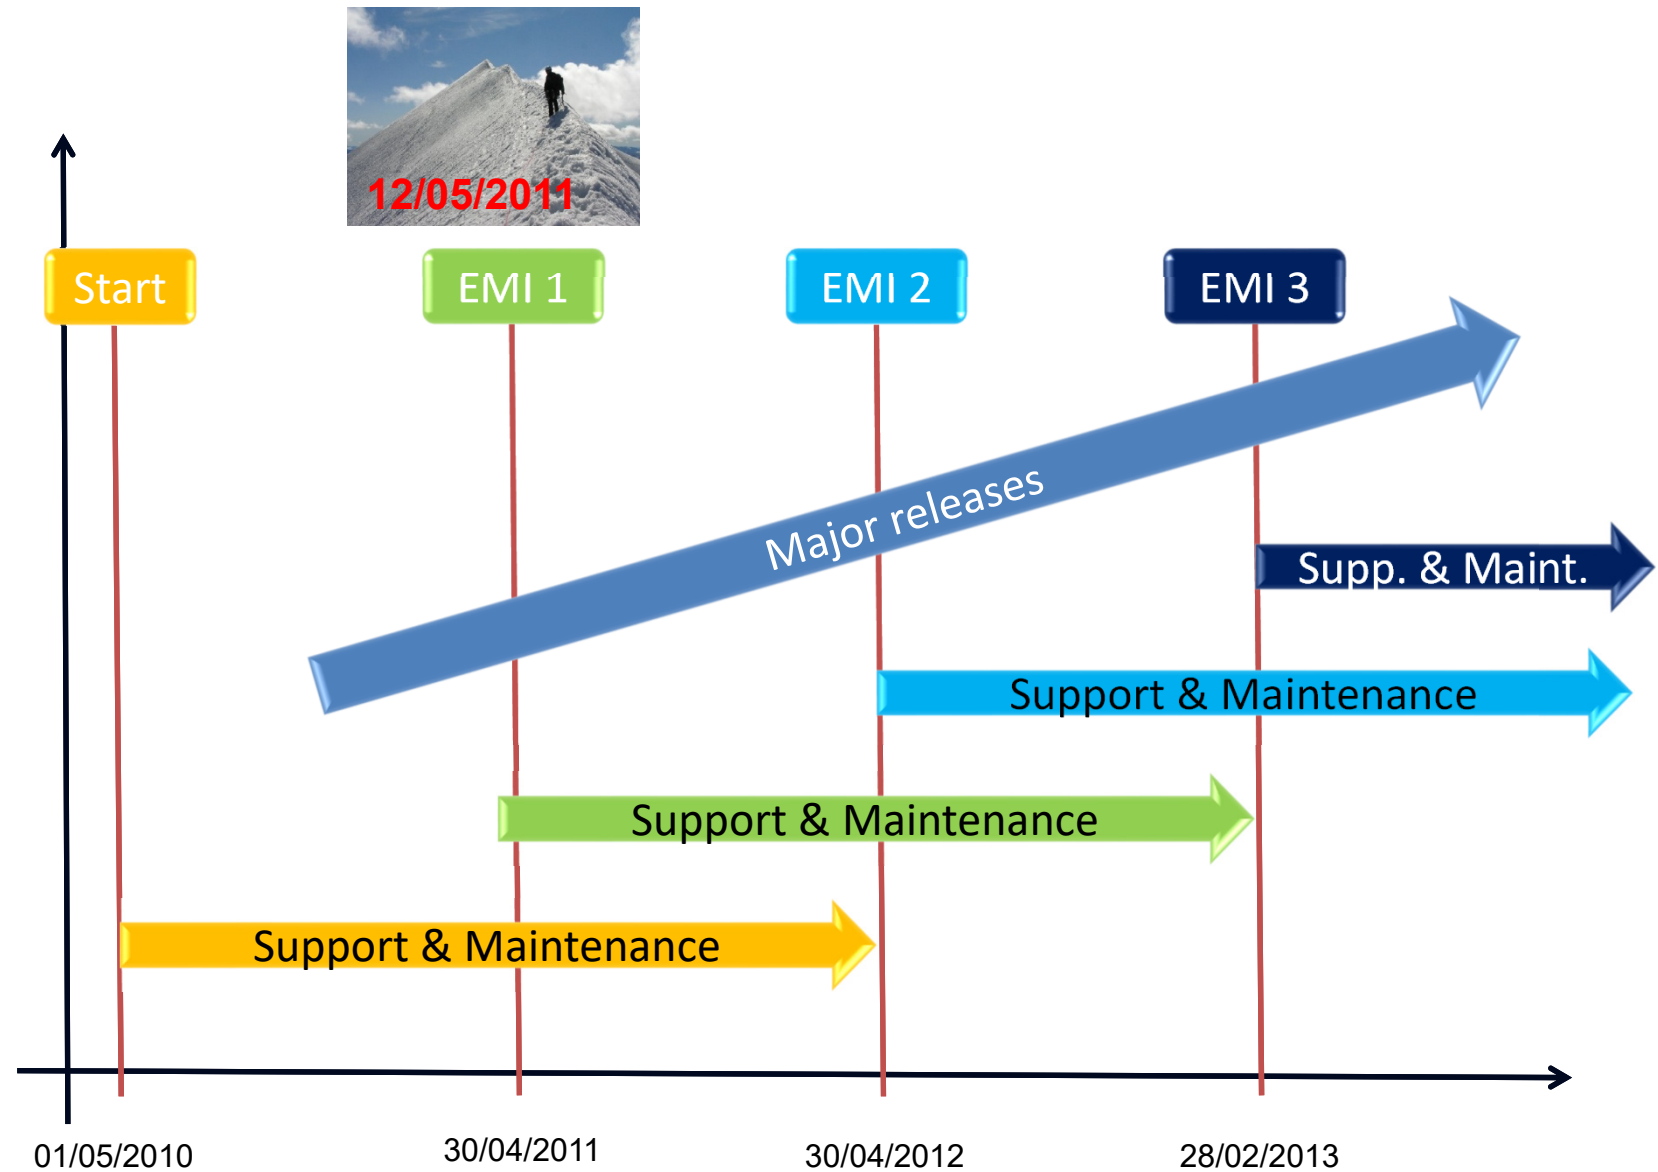 12/05/2011
Start
EMI 1
EMI 2
EMI 3
Major releases
Supp. & Maint.
Support & Maintenance
Support & Maintenance
Support & Maintenance
01/05/2010
30/04/2011
30/04/2012
28/02/2013